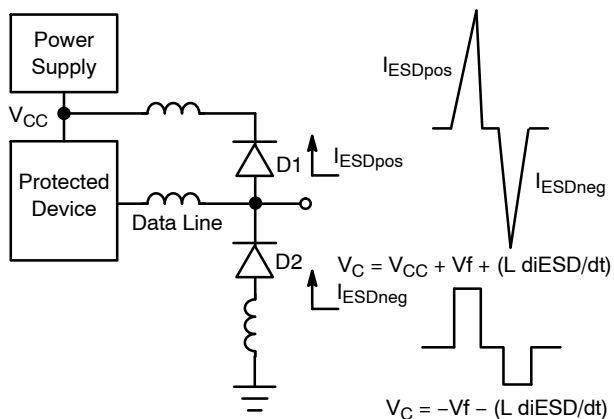 Power
Supply
V_CC
Protected
Device
Data Line
D1
I_ESDpos
D2
I_ESDneg
I_ESDpos
I_ESDneg
V_C = V_CC + Vf + (L diESD/dt)
V_C = −Vf − (L diESD/dt)